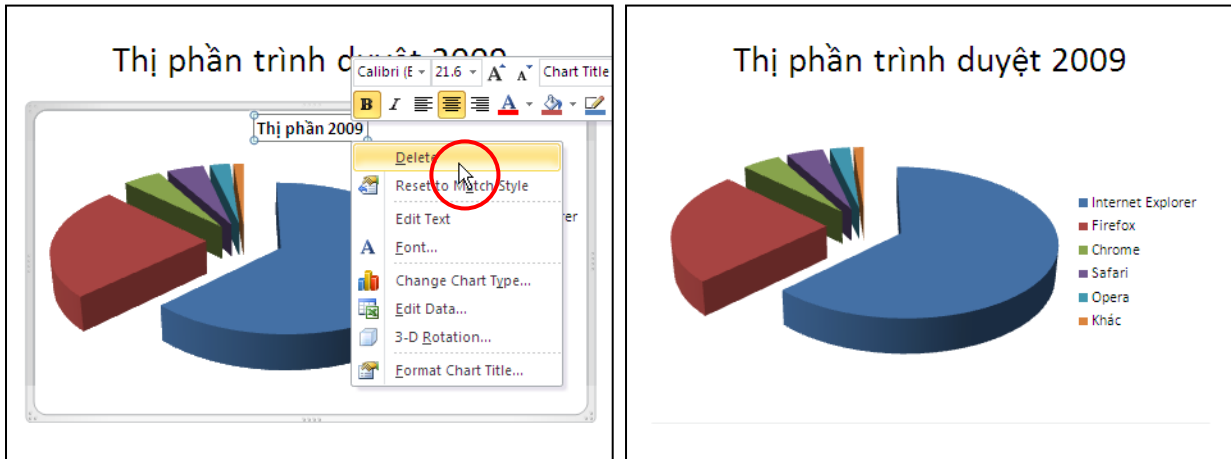 Thị phần trình duyệt 2009
Calibri (E 21.6 A A Chart Title
B I A
Thị phần 2009
Delete
Reset to Match Style
Edit Text
rer
A Font...
Change Chart Type...
Edit Data...
3-D Rotation...
Format Chart Title...
Thị phần trình duyệt 2009
Internet Explorer
Firefox
Chrome
Safari
Opera
Khác